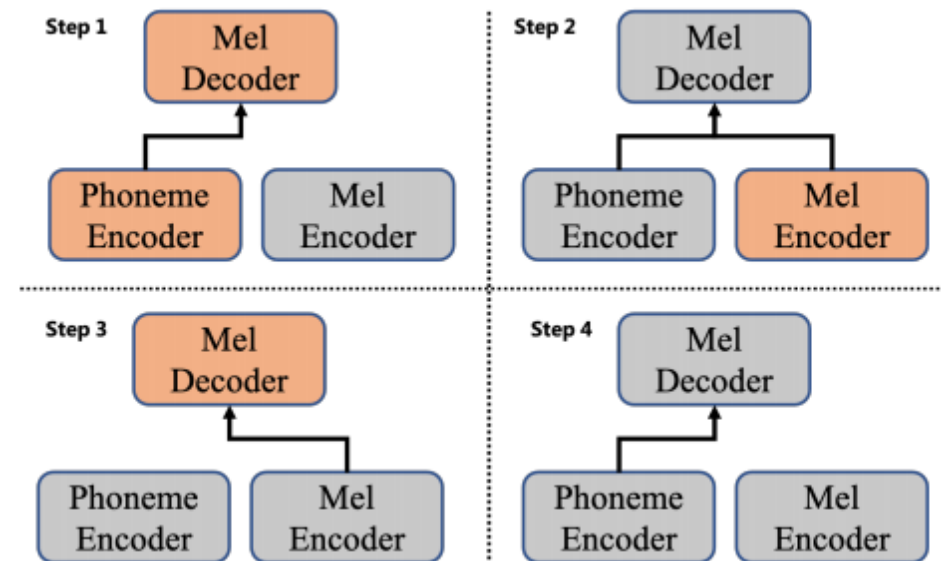 Step 1
Mel
Decoder
Phoneme
Encoder
Mel
Encoder
Step 2
Mel
Decoder
Phoneme
Encoder
Mel
Encoder
Step 3
Mel
Decoder
Phoneme
Encoder
Mel
Encoder
Step 4
Mel
Decoder
Phoneme
Encoder
Mel
Encoder